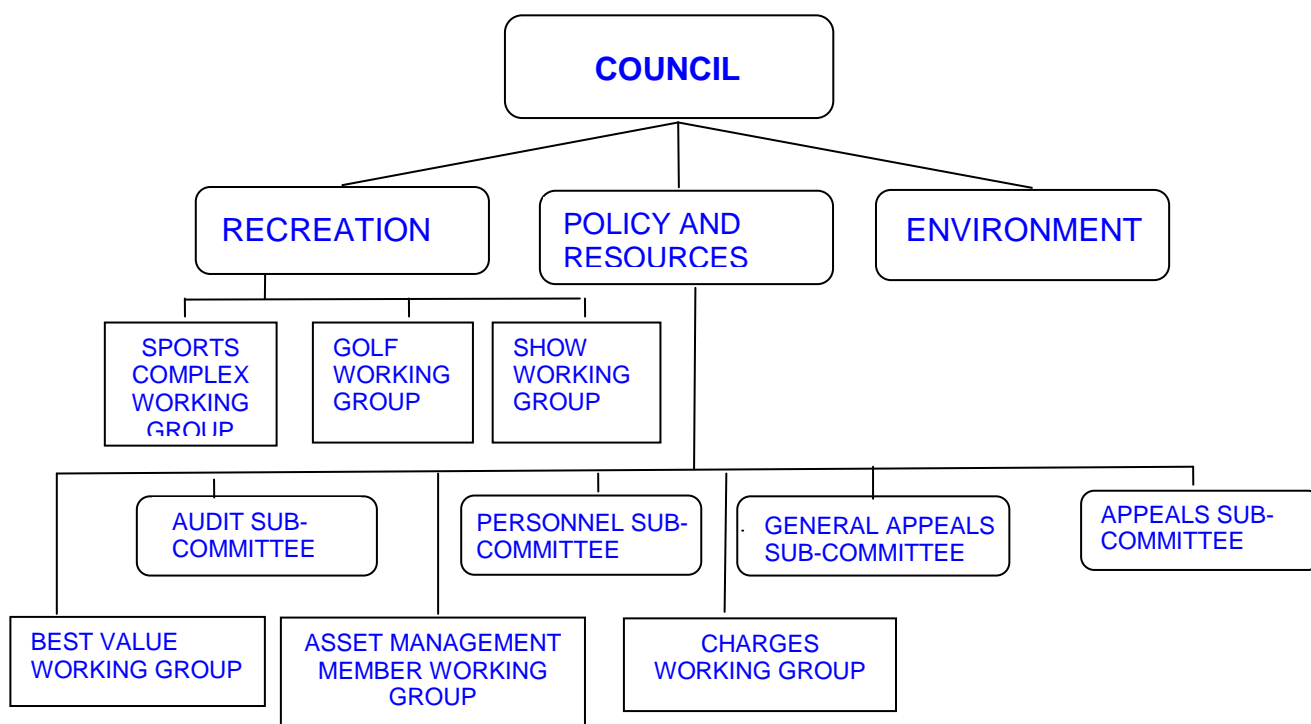 COUNCIL
RECREATION
POLICY AND
RESOURCES
ENVIRONMENT
SPORTS
COMPLEX
WORKING
GROUP
GOLF
WORKING
GROUP
SHOW
WORKING
GROUP
AUDIT SUB-
COMMITTEE
PERSONNEL SUB-
COMMITTEE
GENERAL APPEALS
SUB-COMMITTEE
APPEALS SUB-
COMMITTEE
BEST VALUE
WORKING GROUP
ASSET MANAGEMENT
MEMBER WORKING
GROUP
CHARGES
WORKING GROUP